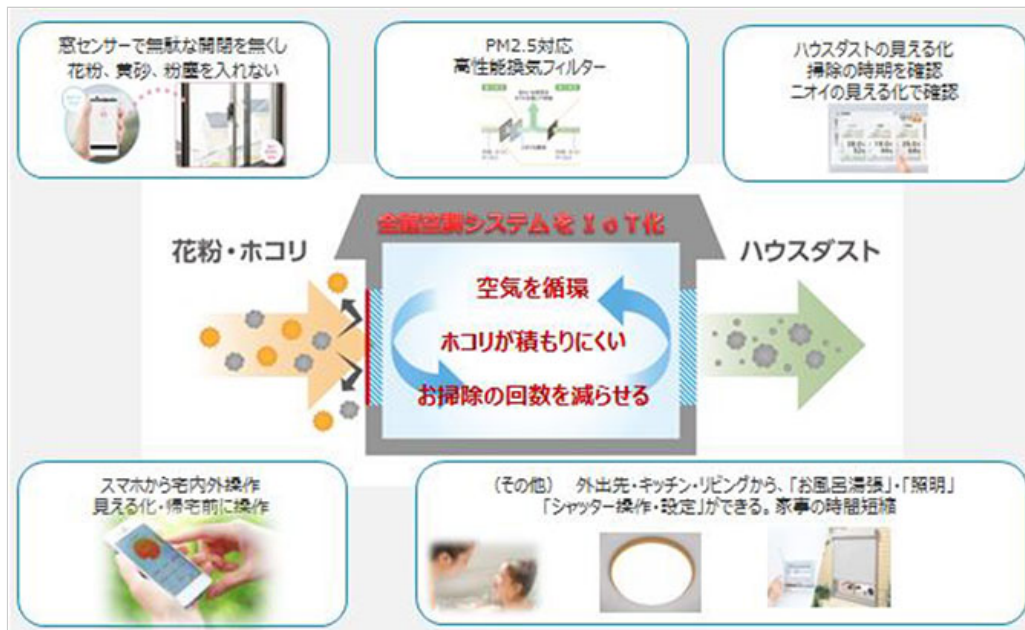 窓センサーで無駄な開閉を無くし
花粉、黄砂、粉塵を入れない
PM2.5対応
高性能換気フィルター
ハウスダストの見える化
掃除の時期を確認
ニオイの見える化で確認
全館空調システムをIoT化
花粉・ホコリ
ハウスダスト
空気を循環
ホコリが積もりにくい
お掃除の回数を減らせる
スマホから宅内外操作
見える化・帰宅前に操作
(その他) 外出先・キッチン・リビングから、「お風呂湯張」・「照明」
「シャッター操作・設定」ができる。家事の時間短縮